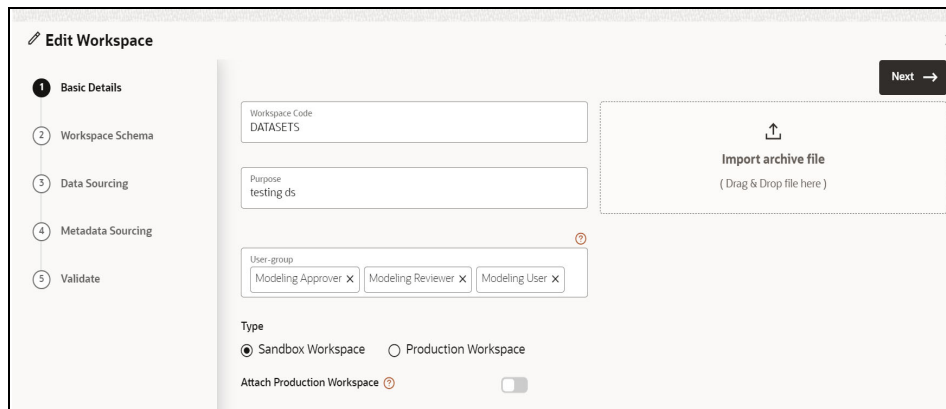 Edit Workspace
1 Basic Details
2 Workspace Schema
3 Data Sourcing
4 Metadata Sourcing
5 Validate
Next →
Workspace Code
DATASETS
Purpose
testing ds
?
User-group
Modeling Approver × Modeling Reviewer × Modeling User ×
Type
Sandbox Workspace Production Workspace
Attach Production Workspace ?
Import archive file
( Drag & Drop file here )